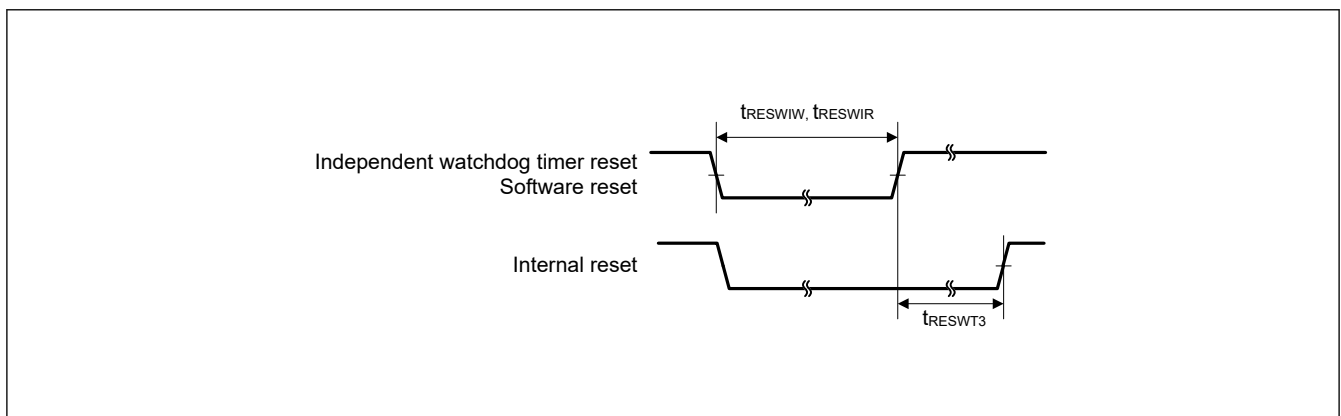 tRESWIW, tRESWIR
Independent watchdog timer reset
Software reset
Internal reset
tRESWT3